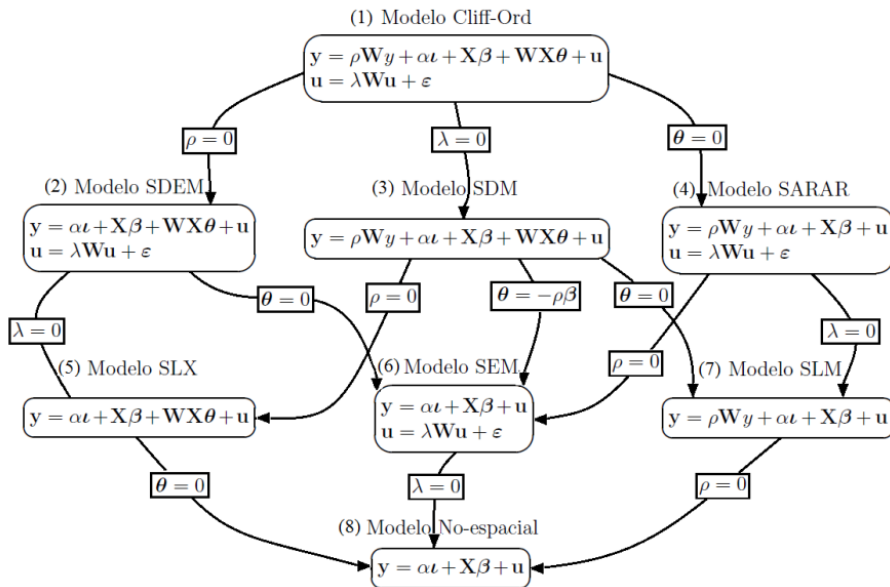 (1) Modelo Cliff-Ord
y = ρWy + αι + Xβ + WXθ + u
u = λWu + ε
ρ = 0
λ = 0
θ = 0
(2) Modelo SDEM
(3) Modelo SDM
(4) Modelo SARAR
y = αι + Xβ + WXθ + u
u = λWu + ε
y = ρWy + αι + Xβ + WXθ + u
y = ρWy + αι + Xβ + u
u = λWu + ε
θ = 0
ρ = 0
θ = −ρβ
θ = 0
λ = 0
λ = 0
ρ = 0
(5) Modelo SLX
(6) Modelo SEM
(7) Modelo SLM
y = αι + Xβ + WXθ + u
y = αι + Xβ + u
u = λWu + ε
y = ρWy + αι + Xβ + u
θ = 0
λ = 0
ρ = 0
(8) Modelo No-espacial
y = αι + Xβ + u